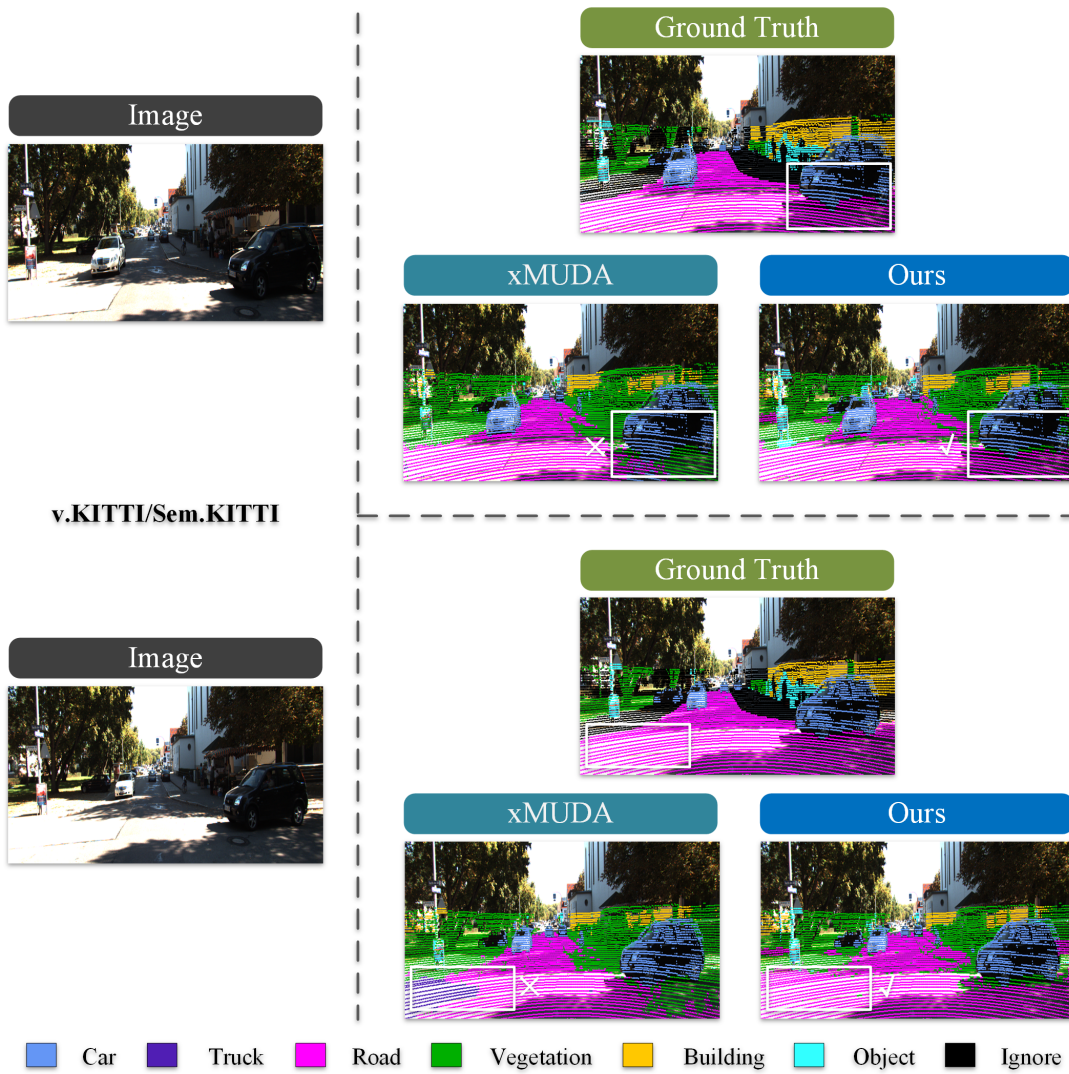 Ground Truth
Image
xMUDA
Ours
v.KITTI/Sem.KITTI
Ground Truth
Image
xMUDA
Ours
Car
Truck
Road
Vegetation
Building
Object
Ignore